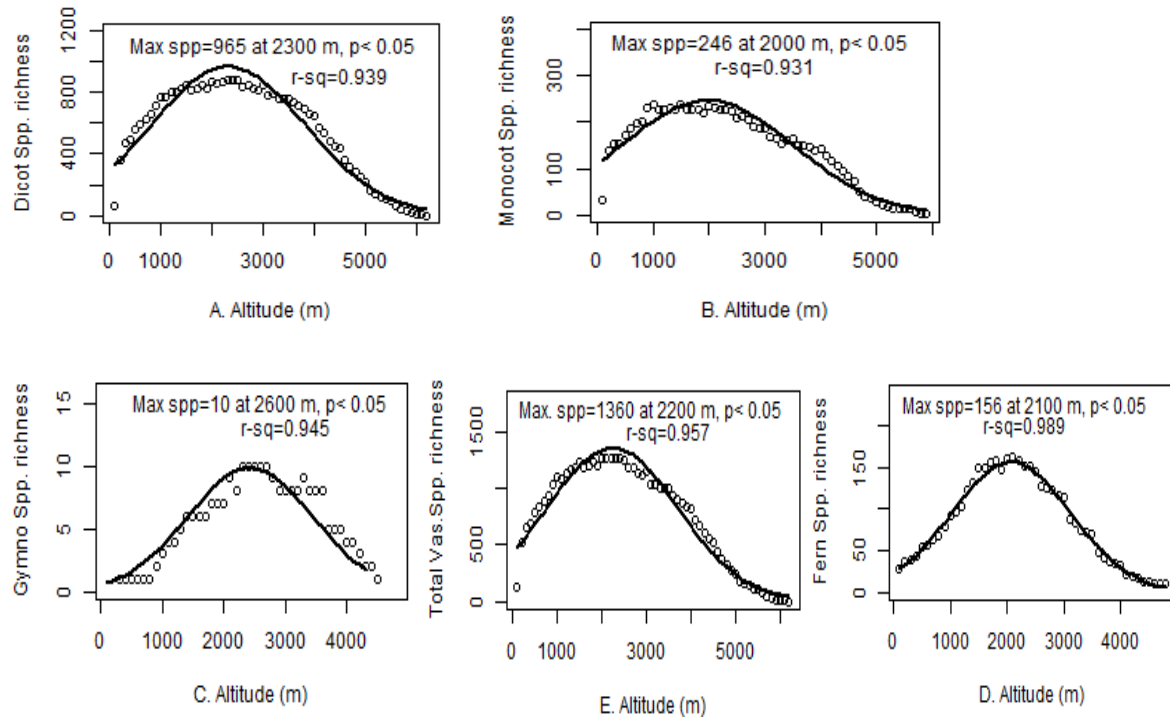 Max spp=965 at 2300 m, p< 0.05
r-sq=0.939
Dicot Spp. richness
0 400 800 1200
0 1000 3000 5000
A. Altitude (m)
Max spp=246 at 2000 m, p< 0.05
r-sq=0.931
Monocot Spp. richness
0 100 300
0 1000 3000 5000
B. Altitude (m)
Max spp=10 at 2600 m, p< 0.05
r-sq=0.945
Gymno Spp. richness
0 5 10 15
0 1000 2000 3000 4000
C. Altitude (m)
Max. spp=1360 at 2200 m, p< 0.05
r-sq=0.957
Total Vas.Spp. richness
0 500 1500
0 1000 3000 5000
E. Altitude (m)
Max spp=156 at 2100 m, p< 0.05
r-sq=0.989
Fern Spp. richness
0 50 150
0 1000 2000 3000 4000
D. Altitude (m)